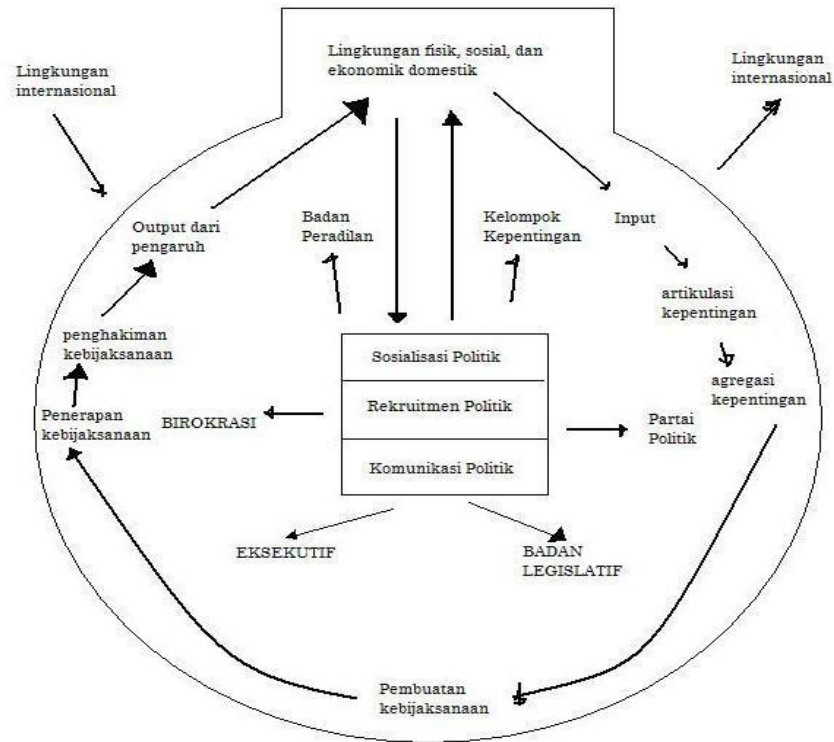 Lingkungan fisik, sosial, dan
ekonomik domestik
Lingkungan
internasional
Lingkungan
internasional
Output dari
pengaruh
Badan
Peradilan
Kelompok
Kepentingan
Input
artikulasi
kepentingan
penghakiman
kebijaksanaan
Sosialisasi Politik
agregasi
kepentingan
Penerapan
kebijaksanaan
BIROKRASI
Rekruitmen Politik
Partai
Politik
Komunikasi Politik
EKSEKUTIF
BADAN
LEGISLATIF
Pembuatan
kebijaksanaan